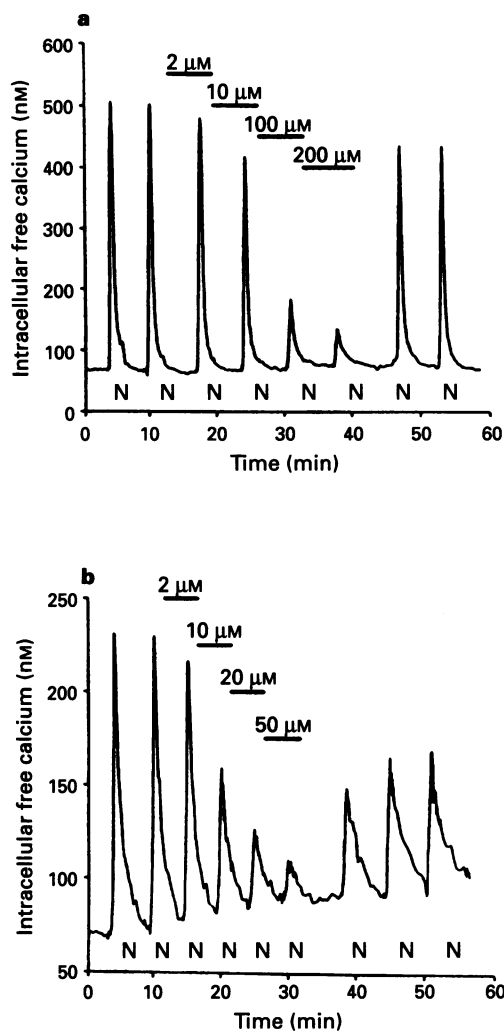 a
Intracellular free calcium (nM)
600
500
400
300
200
100
0
2 µM
10 µM
100 µM
200 µM
N N N N N N N N
0 10 20 30 40 50 60
Time (min)
b
Intracellular free calcium (nM)
250
200
150
100
50
2 µM
10 µM
20 µM
50 µM
N N N N N N N N N
0 10 20 30 40 50 60
Time (min)